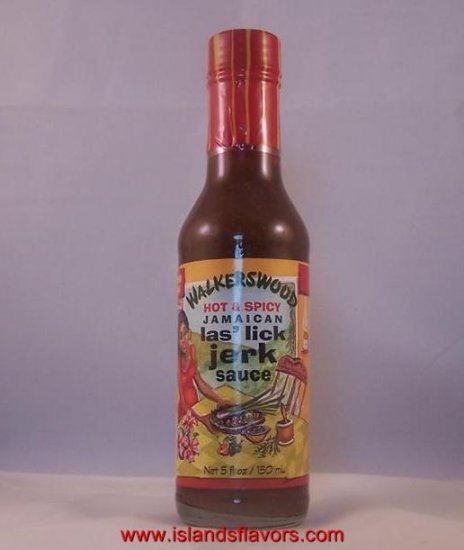 WALKERSWOOD
HOT & SPICY
JAMAICAN
las' lick
jerk
sauce
Net 5 fl oz / 150 mL
www.islandsflavors.com